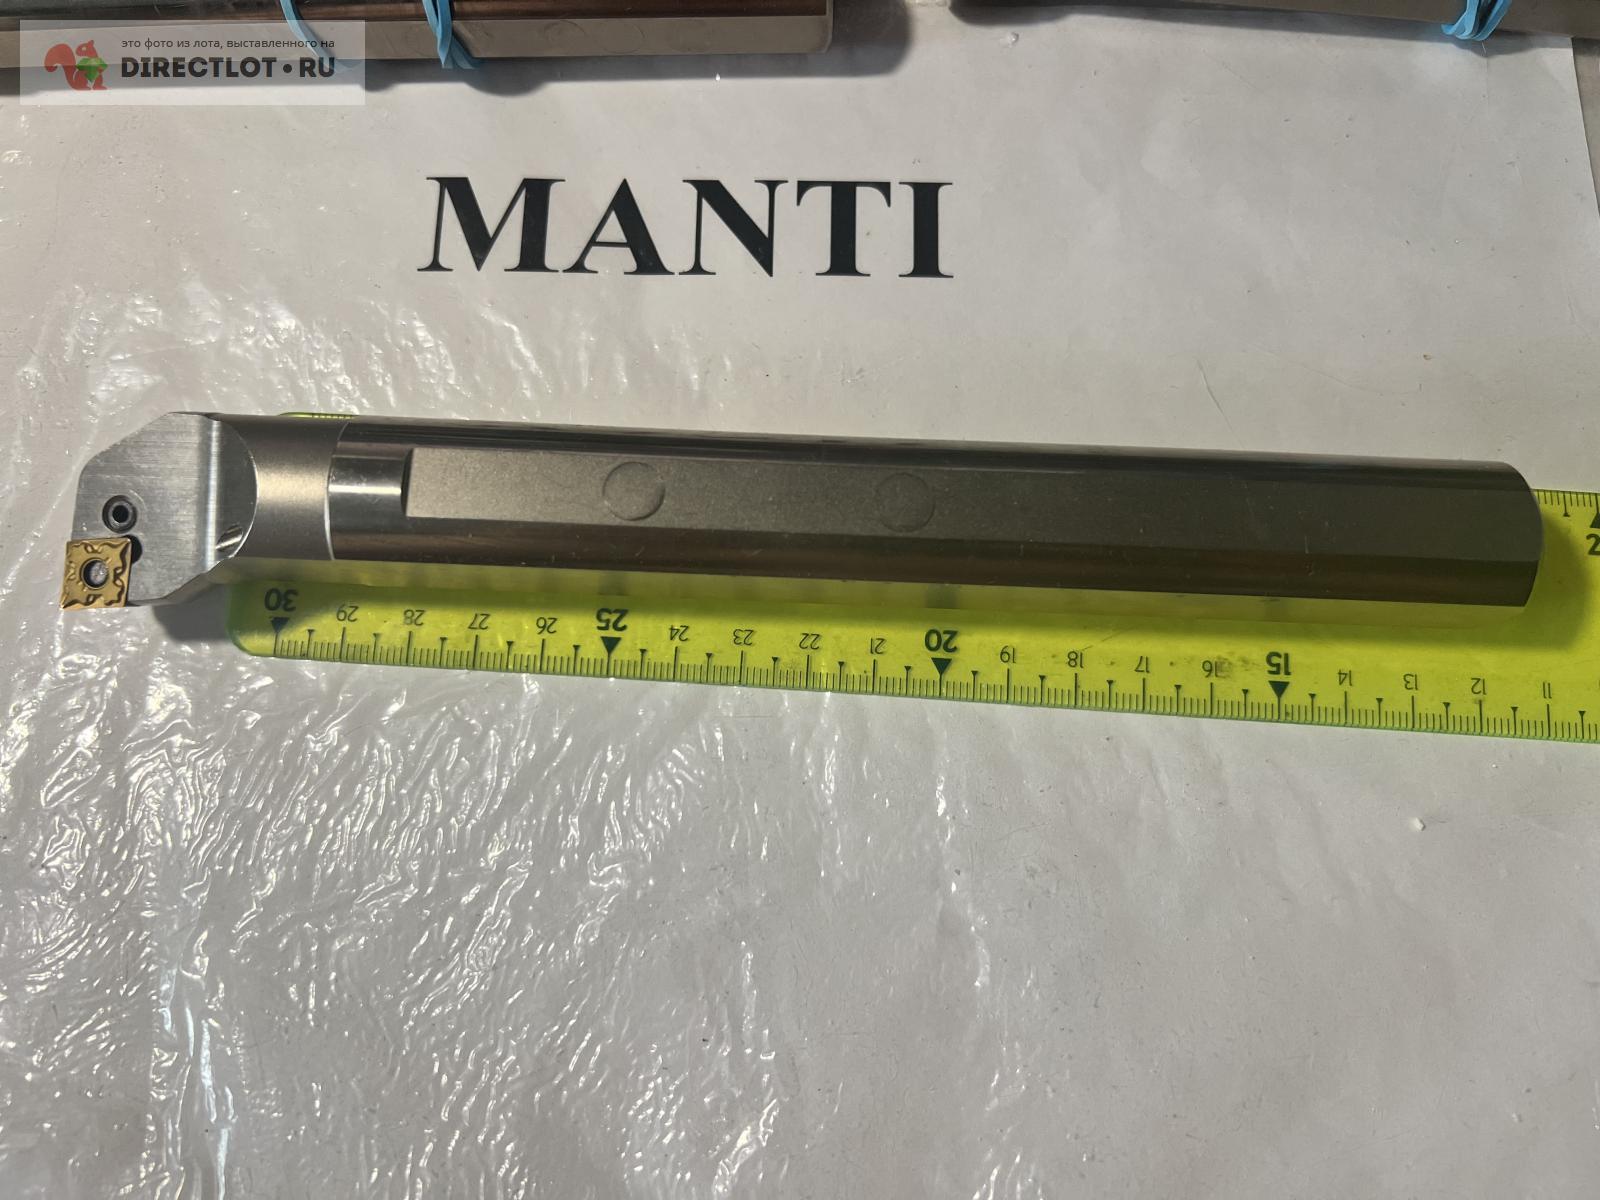 это фото из лота, выставленного на
DIRECTLOT•RU
MANTI
30 29 28 27 26 25 24 23 22 21 20 19 18 17 16 15 14 13 12 11
2